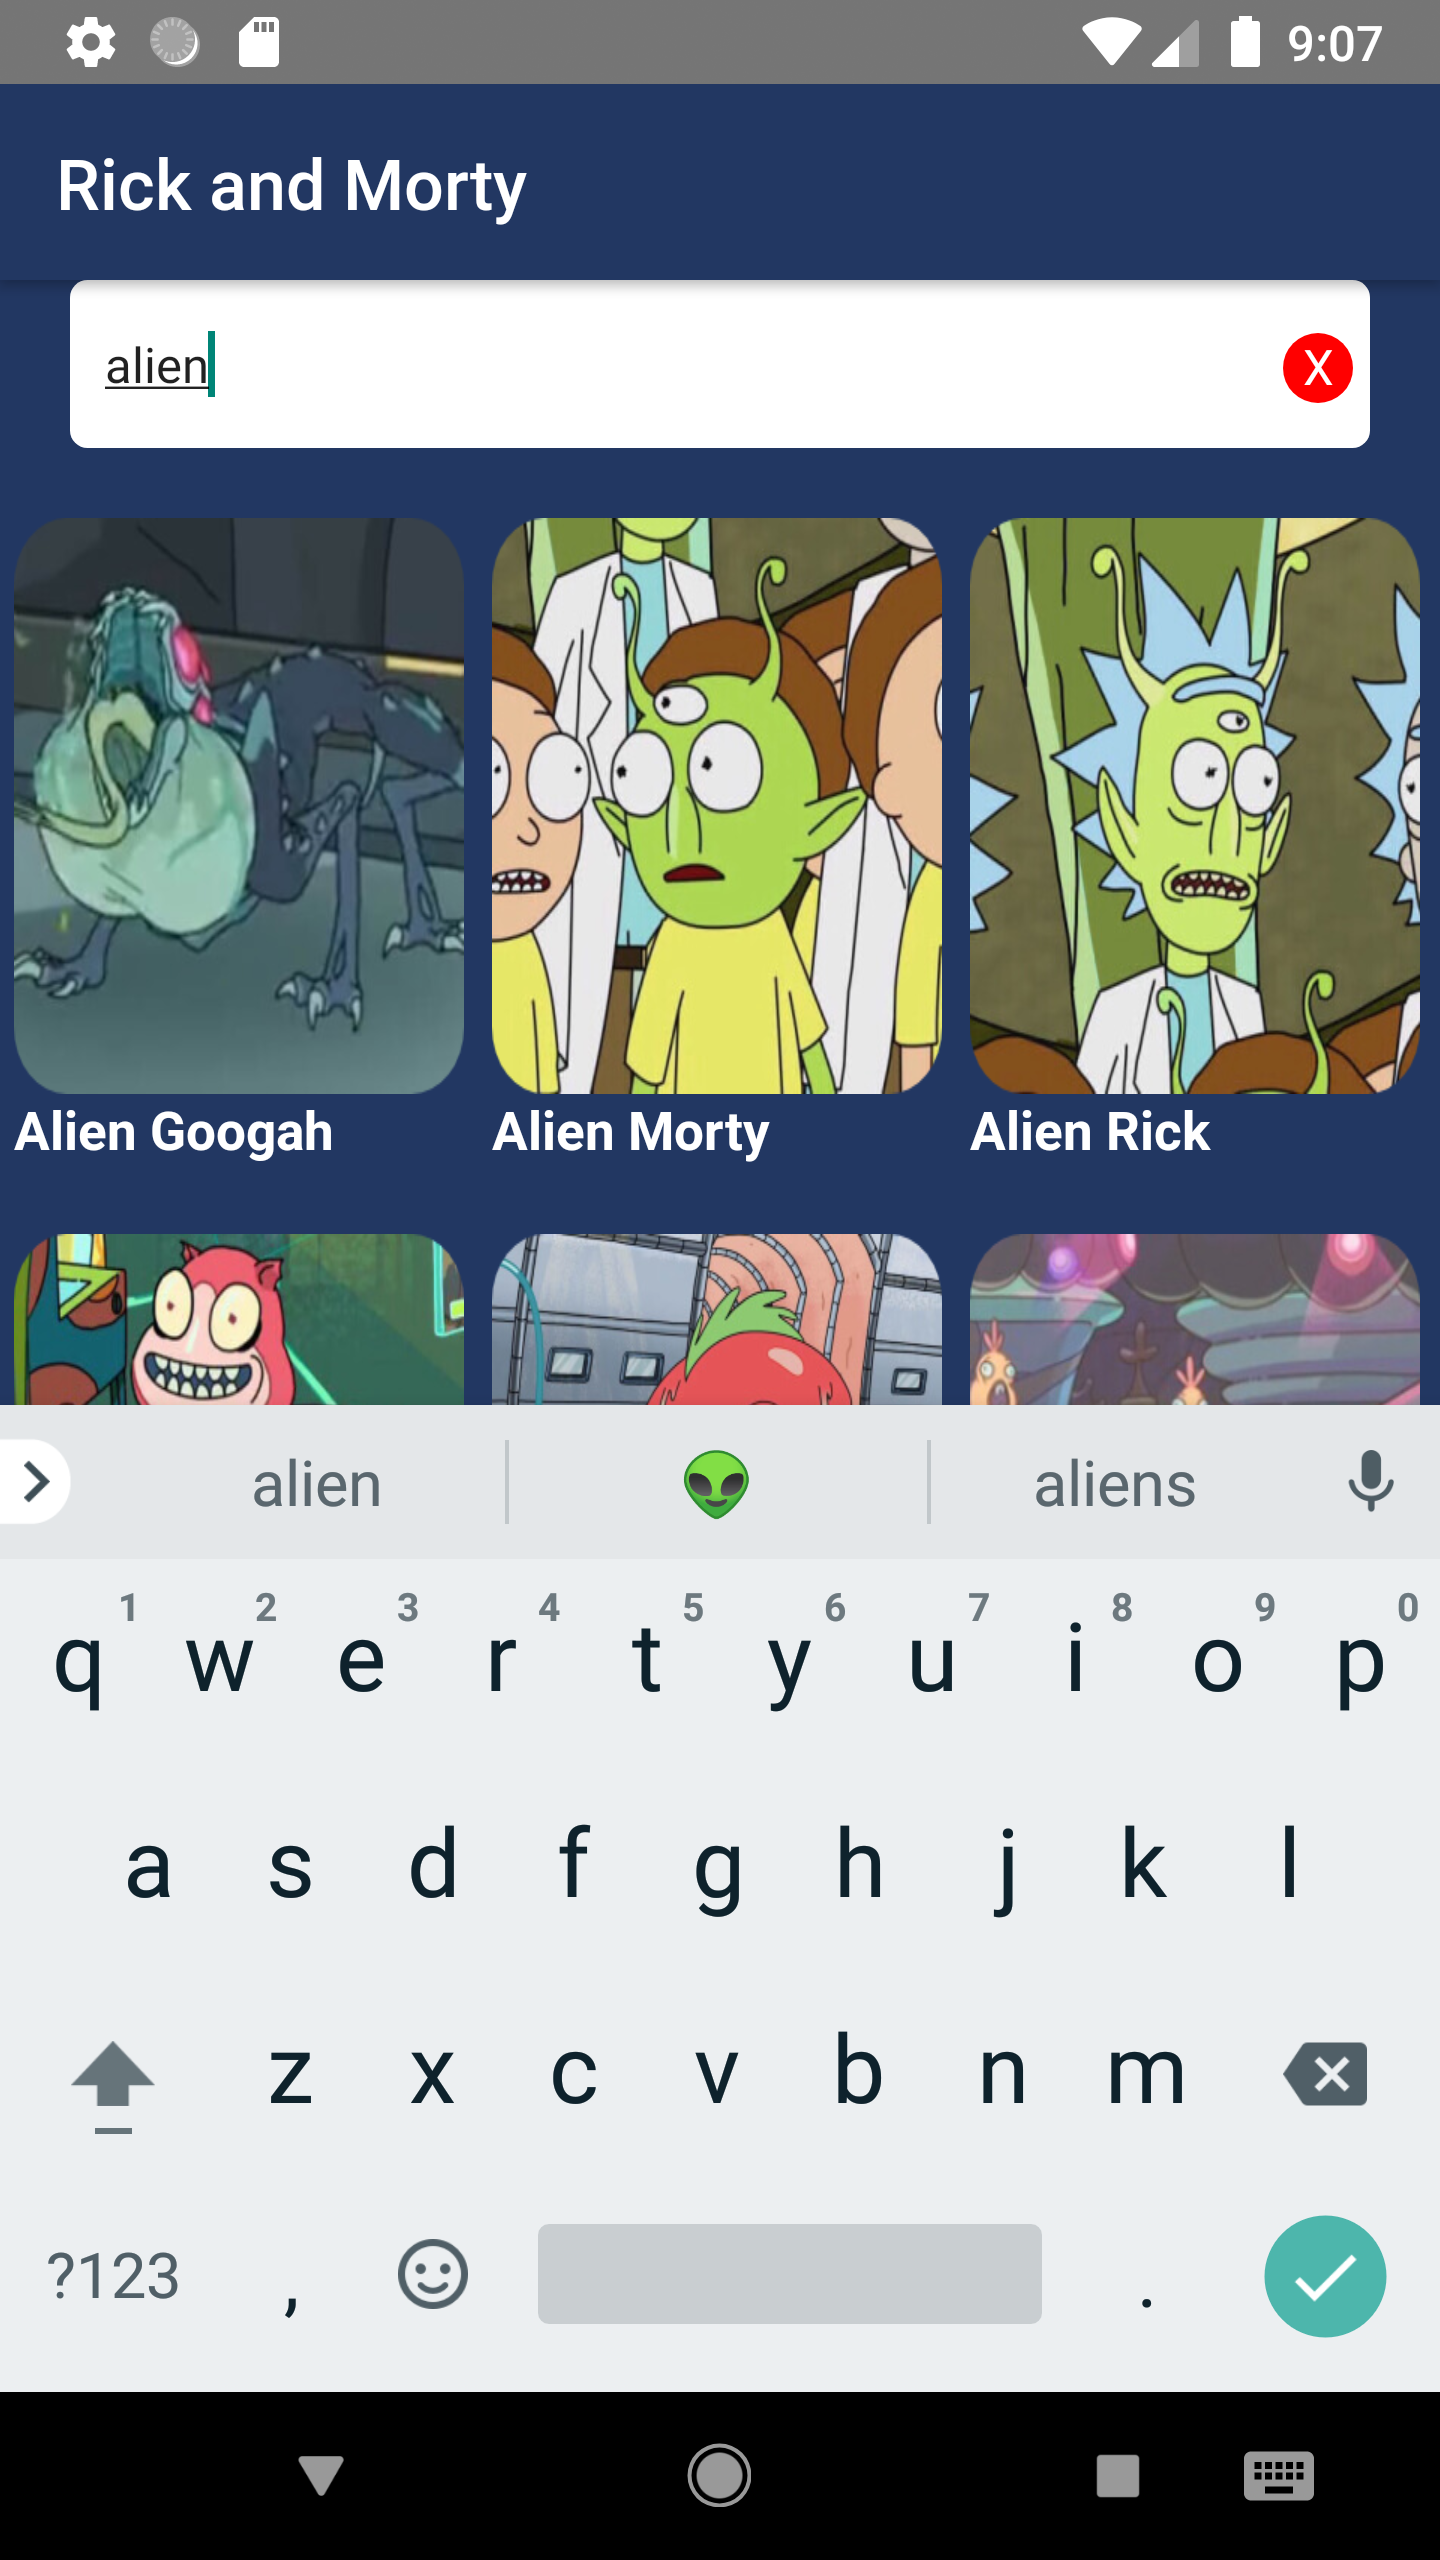 9:07
Rick and Morty
alien
X
Alien Googah
Alien Morty
Alien Rick
alien 👽 aliens
1 2 3 4 5 6 7 8 9 0
q w e r t y u i o p
a s d f g h j k l
z x c v b n m
?123 , .